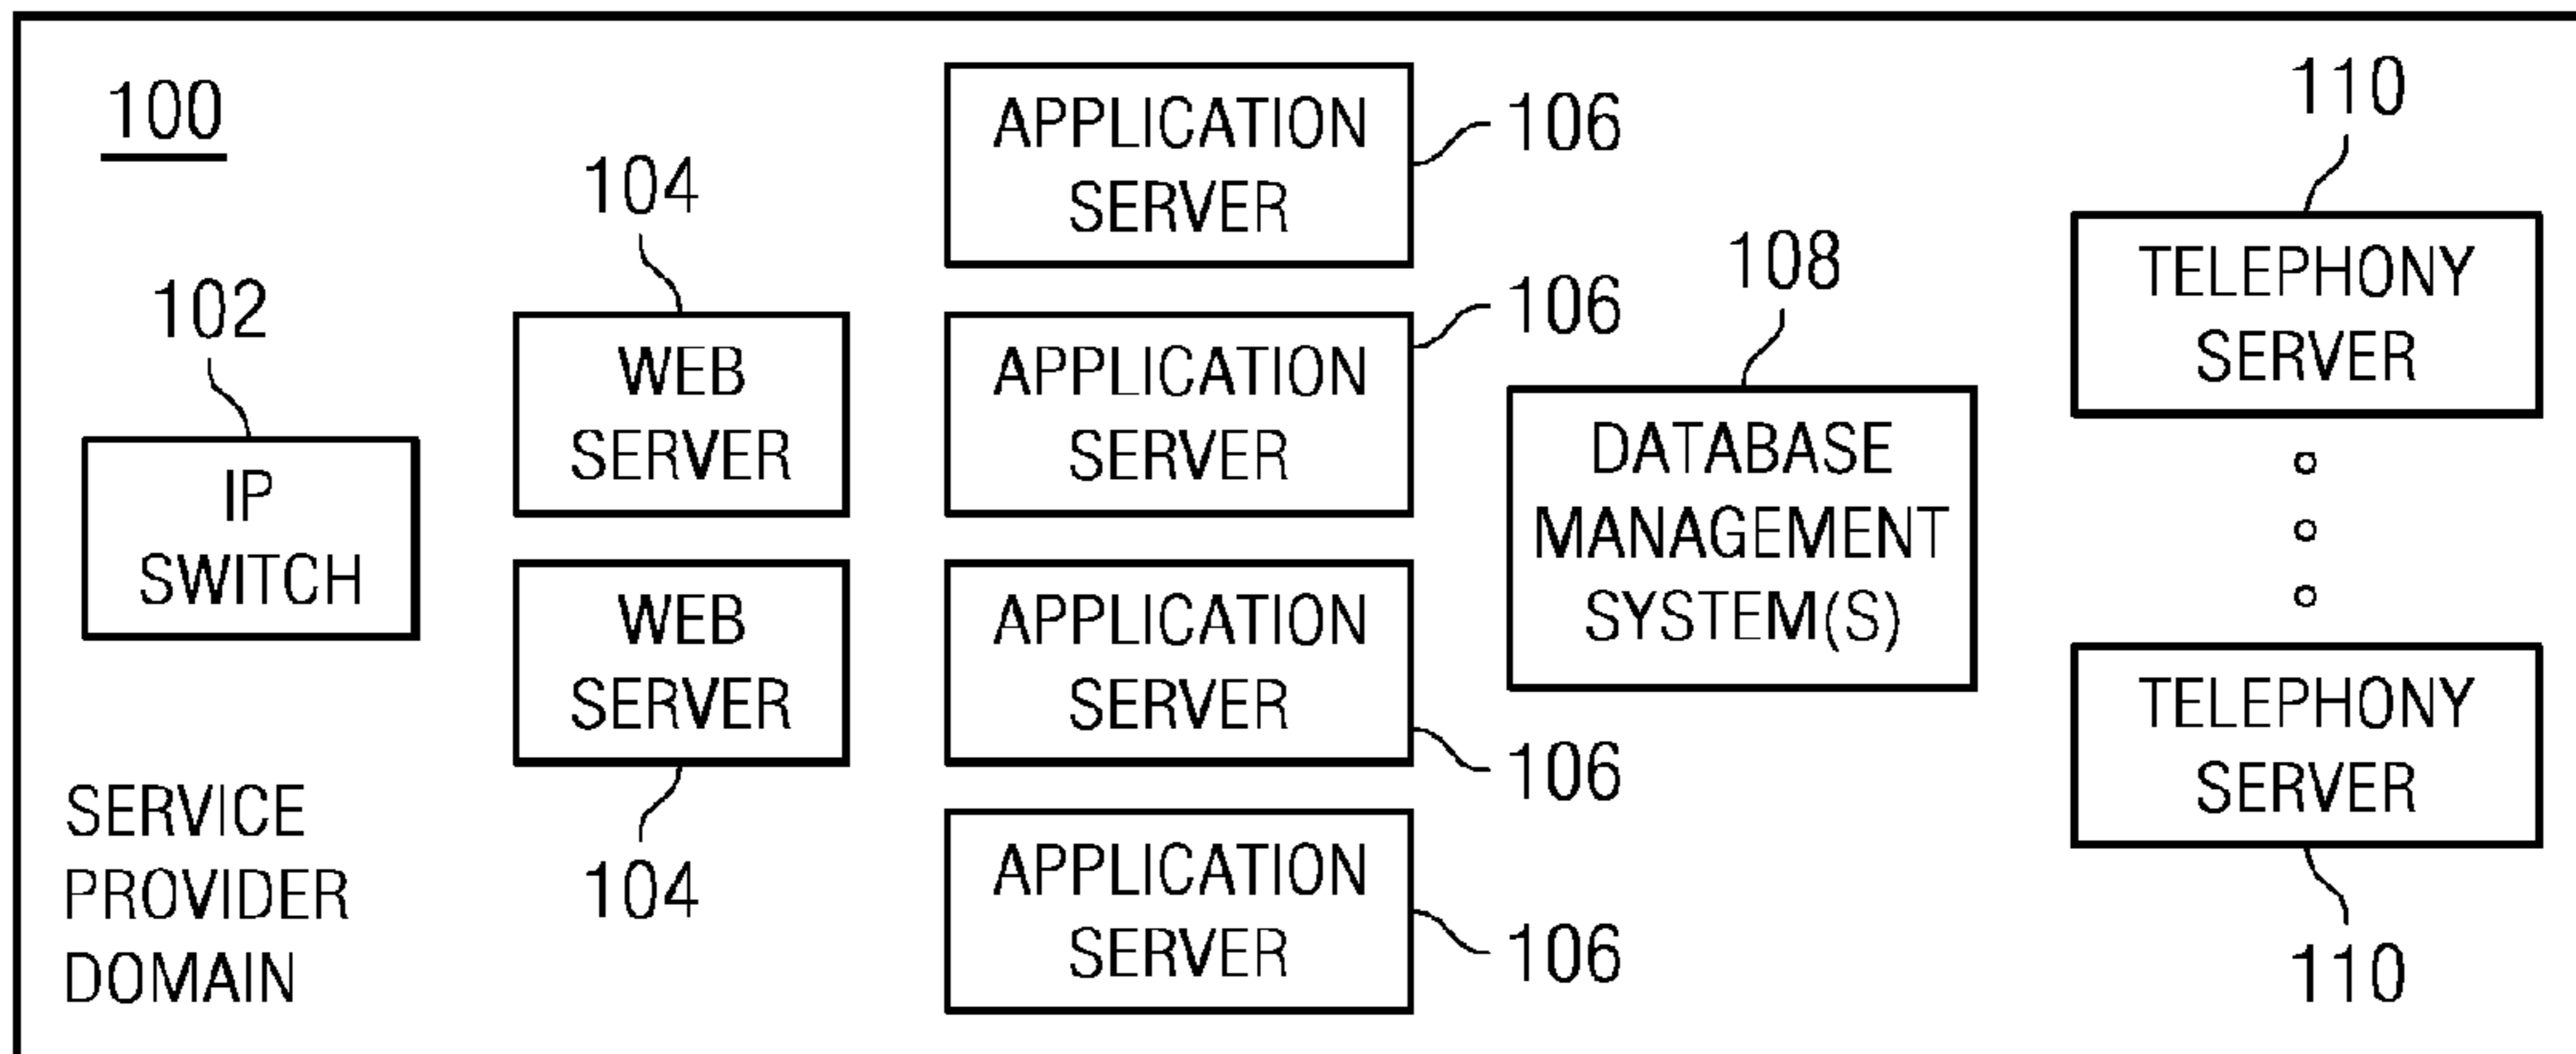 100
102
IP
SWITCH
SERVICE
PROVIDER
DOMAIN
104
WEB
SERVER
WEB
SERVER
104
APPLICATION
SERVER
106
APPLICATION
SERVER
106
APPLICATION
SERVER
106
APPLICATION
SERVER
106
108
DATABASE
MANAGEMENT
SYSTEM(S)
110
TELEPHONY
SERVER
TELEPHONY
SERVER
110